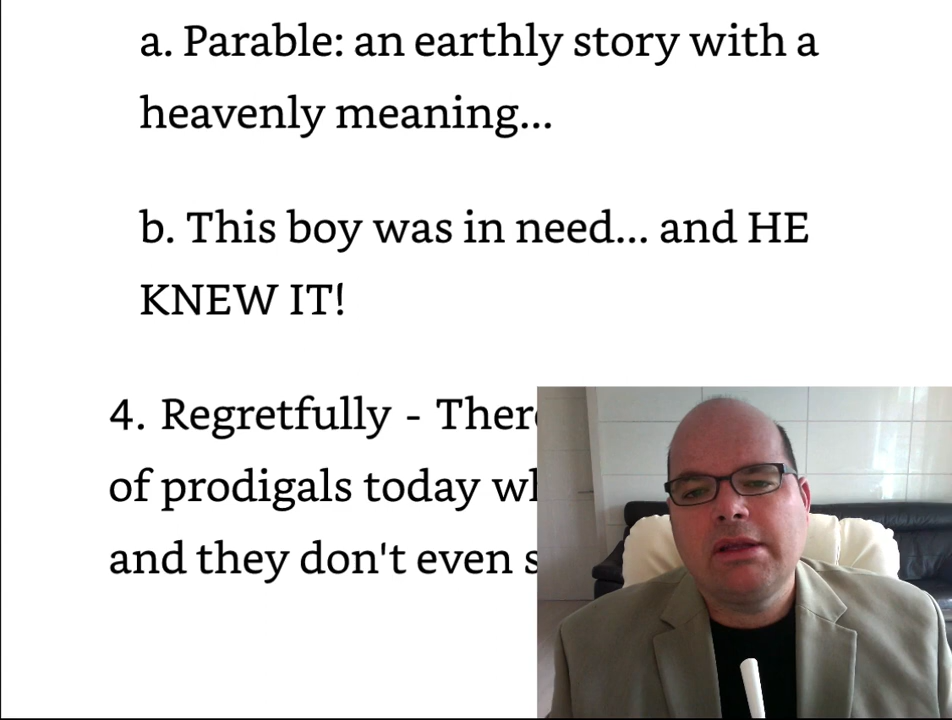 a. Parable: an earthly story with a
heavenly meaning...
b. This boy was in need... and HE
KNEW IT!
4. Regretfully - There
of prodigals today
and they don't even